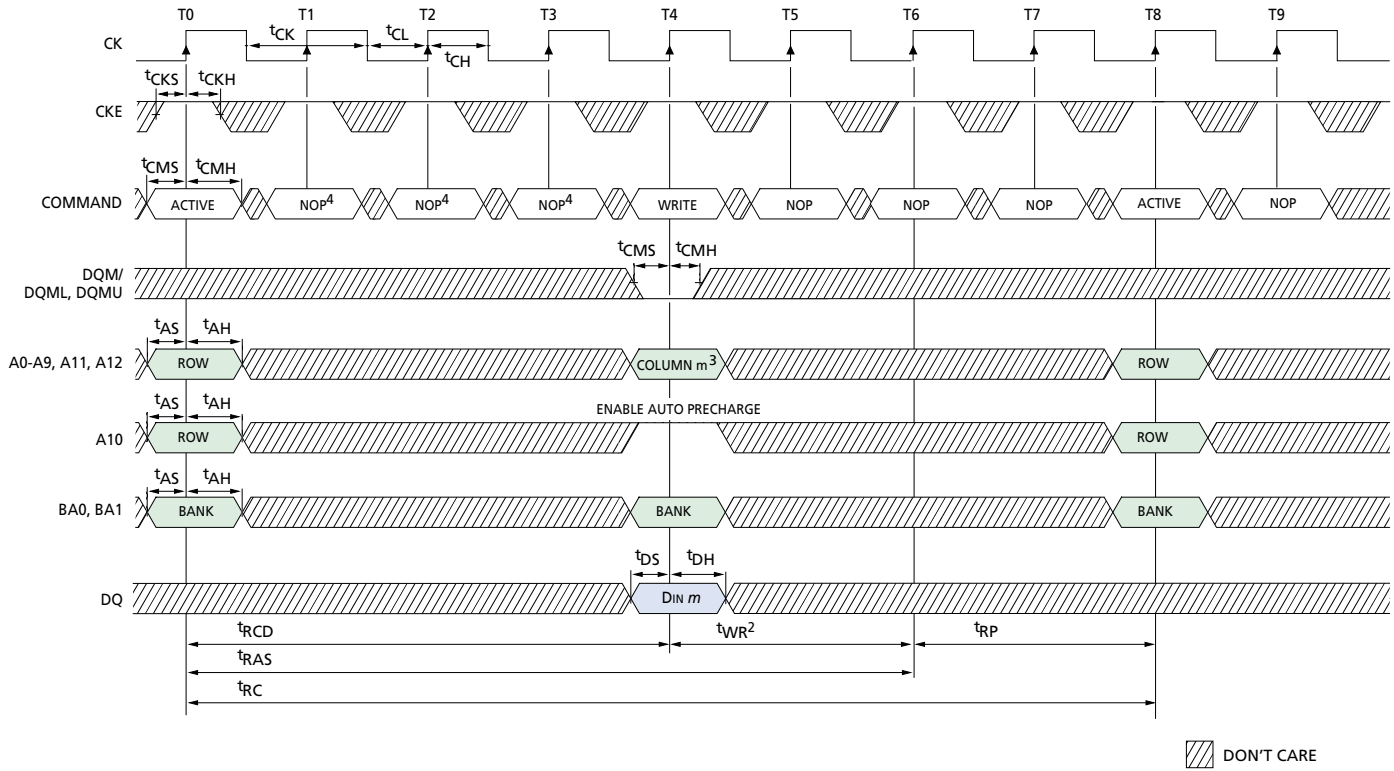 T0 T1 T2 T3 T4 T5 T6 T7 T8 T9
CK
tCK tCL
tCH
tCKS tCKH
CKE
tCMS tCMH
COMMAND ACTIVE NOP4 NOP4 NOP4 WRITE NOP NOP NOP ACTIVE NOP
tCMS tCMH
DQM/
DQML, DQMU
tAS tAH
A0-A9, A11, A12 ROW COLUMN m3 ROW
tAS tAH ENABLE AUTO PRECHARGE
A10 ROW ROW
tAS tAH
BA0, BA1 BANK BANK BANK
tDS tDH
DQ DIN m
tRCD tWR2 tRP
tRAS
tRC
DON'T CARE